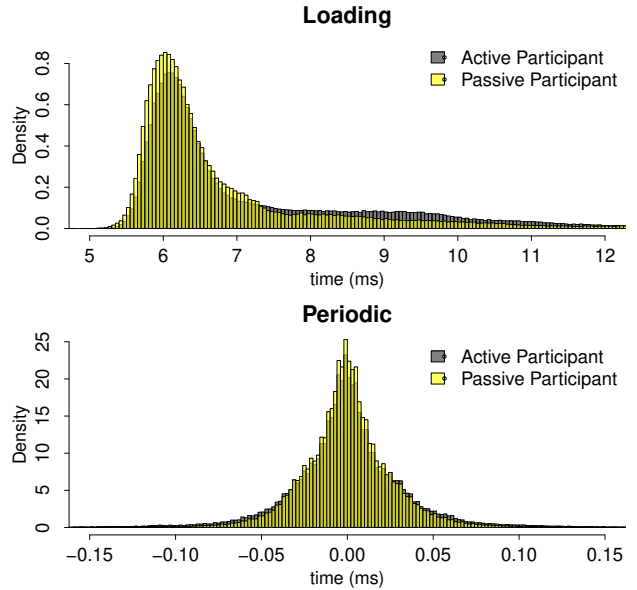 Loading
Active Participant
Passive Participant
Density
0.0 0.2 0.4 0.6 0.8
5 6 7 8 9 10 11 12
time (ms)
Periodic
Active Participant
Passive Participant
Density
0 5 10 15 20 25
−0.15 −0.10 −0.05 0.00 0.05 0.10 0.15
time (ms)